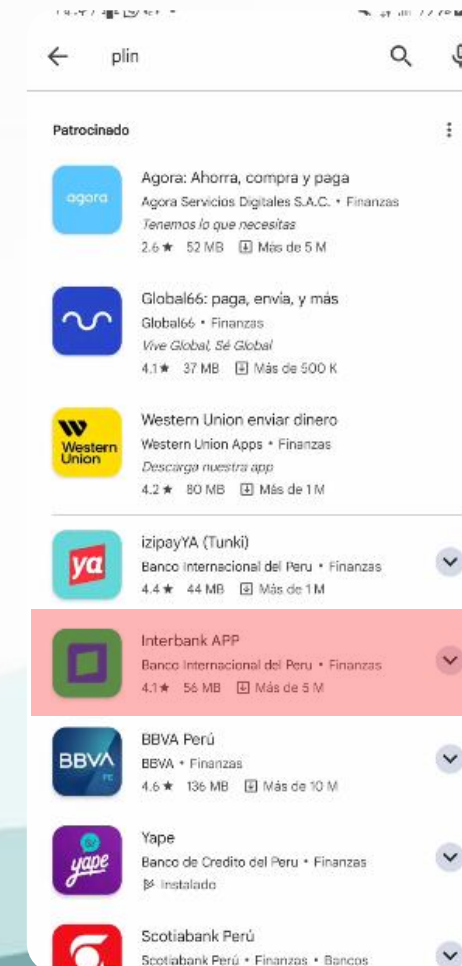 plin
Patrocinado
agora
Agora: Ahorra, compra y paga
Agora Servicios Digitales S.A.C. • Finanzas
Tenemos lo que necesitas
2.6★ 52 MB Más de 5 M
Global66: paga, envía, y más
Global66 • Finanzas
Vive Global, Sé Global
4.1★ 37 MB Más de 500 K
Western Union
Western Union enviar dinero
Western Union Apps • Finanzas
Descarga nuestra app
4.2★ 80 MB Más de 1 M
ya
izipayYA (Tunki)
Banco Internacional del Peru • Finanzas
4.4★ 44 MB Más de 1 M
Interbank APP
Banco Internacional del Peru • Finanzas
4.1★ 56 MB Más de 5 M
BBVA
PE
BBVA Perú
BBVA • Finanzas
4.6★ 136 MB Más de 10 M
S/
yape
Yape
Banco de Credito del Peru • Finanzas
Instalado
Scotiabank Perú
Scotiabank Perú • Finanzas • Bancos